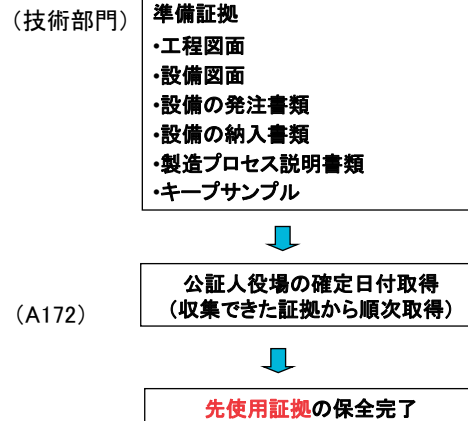 （技術部門）
準備証拠
・工程図面
・設備図面
・設備の発注書類
・設備の納入書類
・製造プロセス説明書類
・キープサンプル
公証人役場の確定日付取得
（収集できた証拠から順次取得）
（A172）
先使用証拠の保全完了